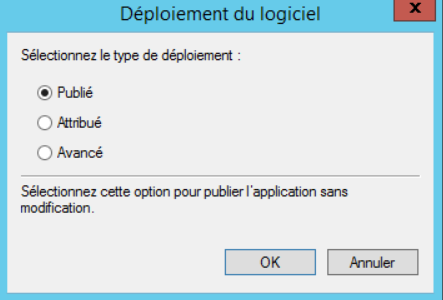 Déploiement du logiciel
x
Sélectionnez le type de déploiement :
Publié
Attribué
Avancé
Sélectionnez cette option pour publier l'application sans
modification.
OK
Annuler